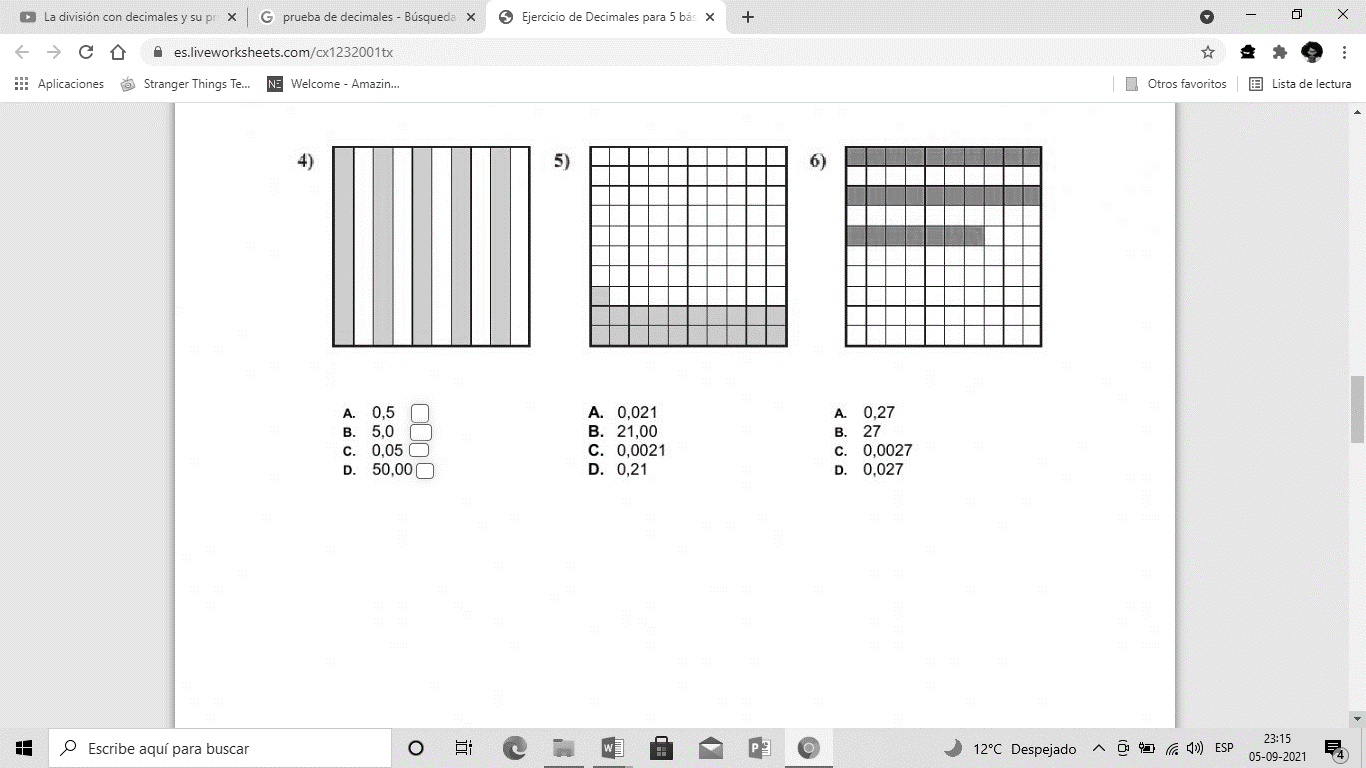 La división con decimales y su pr
prueba de decimales - Búsqueda
Ejercicio de Decimales para 5 bás
es.liveworksheets.com/cx1232001tx
Aplicaciones
Stranger Things Te...
NE Welcome - Amazin...
Otros favoritos
Lista de lectura
4)
5)
6)
A. 0,5
B. 5,0
C. 0,05
D. 50,00
A. 0,021
B. 21,00
C. 0,0021
D. 0,21
A. 0,27
B. 27
C. 0,0027
D. 0,027
Escribe aquí para buscar
12°C Despejado
ESP
23:15
05-09-2021
4